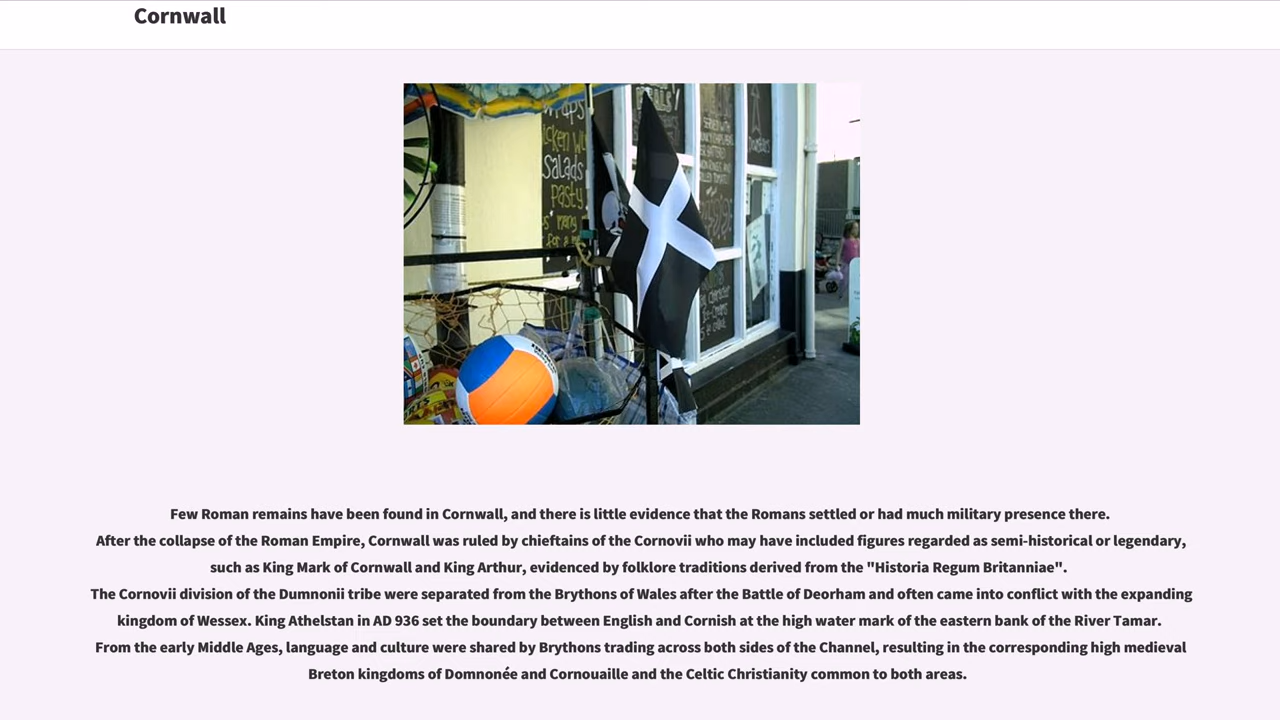 Cornwall
Salads
Pasty
Few Roman remains have been found in Cornwall, and there is little evidence that the Romans settled or had much military presence there.
After the collapse of the Roman Empire, Cornwall was ruled by chieftains of the Cornovii who may have included figures regarded as semi-historical or legendary,
such as King Mark of Cornwall and King Arthur, evidenced by folklore traditions derived from the "Historia Regum Britanniae".
The Cornovii division of the Dumnonii tribe were separated from the Brythons of Wales after the Battle of Deorham and often came into conflict with the expanding
kingdom of Wessex. King Athelstan in AD 936 set the boundary between English and Cornish at the high water mark of the eastern bank of the River Tamar.
From the early Middle Ages, language and culture were shared by Brythons trading across both sides of the Channel, resulting in the corresponding high medieval
Breton kingdoms of Domnonée and Cornouaille and the Celtic Christianity common to both areas.